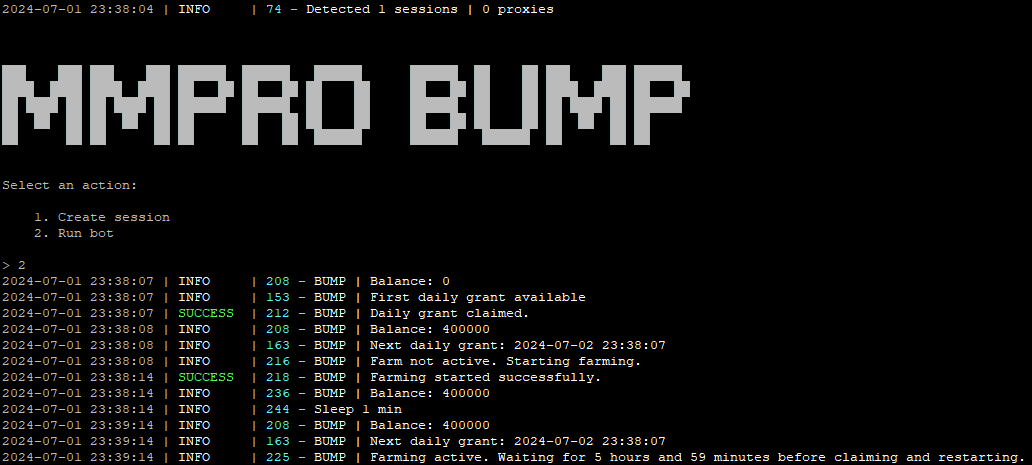 2024-07-01 23:38:04 | INFO     | 74 - Detected 1 sessions | 0 proxies
MMPRO BUMP
Select an action:
1. Create session
2. Run bot
> 2
2024-07-01 23:38:07 | INFO     | 208 - BUMP | Balance: 0
2024-07-01 23:38:07 | INFO     | 153 - BUMP | First daily grant available
2024-07-01 23:38:07 | SUCCESS  | 212 - BUMP | Daily grant claimed.
2024-07-01 23:38:08 | INFO     | 208 - BUMP | Balance: 400000
2024-07-01 23:38:08 | INFO     | 163 - BUMP | Next daily grant: 2024-07-02 23:38:07
2024-07-01 23:38:08 | INFO     | 216 - BUMP | Farm not active. Starting farming.
2024-07-01 23:38:14 | SUCCESS  | 218 - BUMP | Farming started successfully.
2024-07-01 23:38:14 | INFO     | 236 - BUMP | Balance: 400000
2024-07-01 23:38:14 | INFO     | 244 - Sleep 1 min
2024-07-01 23:39:14 | INFO     | 208 - BUMP | Balance: 400000
2024-07-01 23:39:14 | INFO     | 163 - BUMP | Next daily grant: 2024-07-02 23:38:07
2024-07-01 23:39:14 | INFO     | 225 - BUMP | Farming active. Waiting for 5 hours and 59 minutes before claiming and restarting.